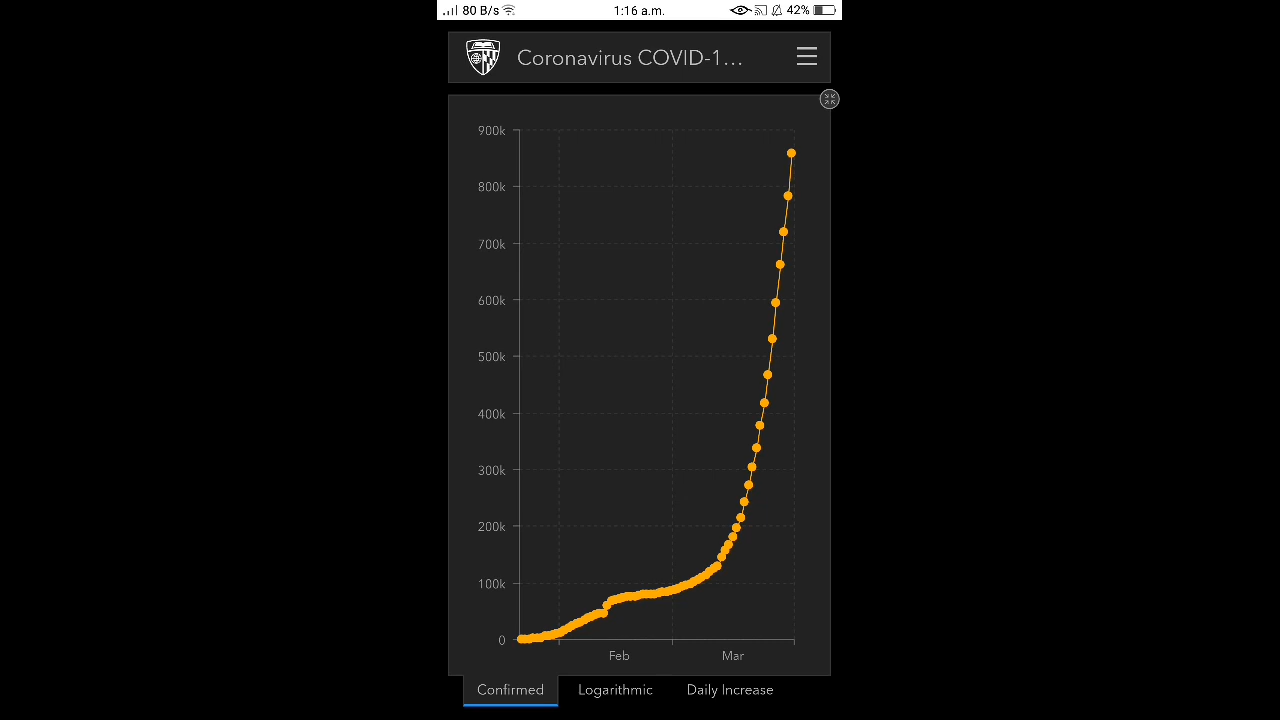 80 B/s 1:16 a.m. 42%
Coronavirus COVID-1...
900k
800k
700k
600k
500k
400k
300k
200k
100k
0
Feb Mar
Confirmed Logarithmic Daily Increase